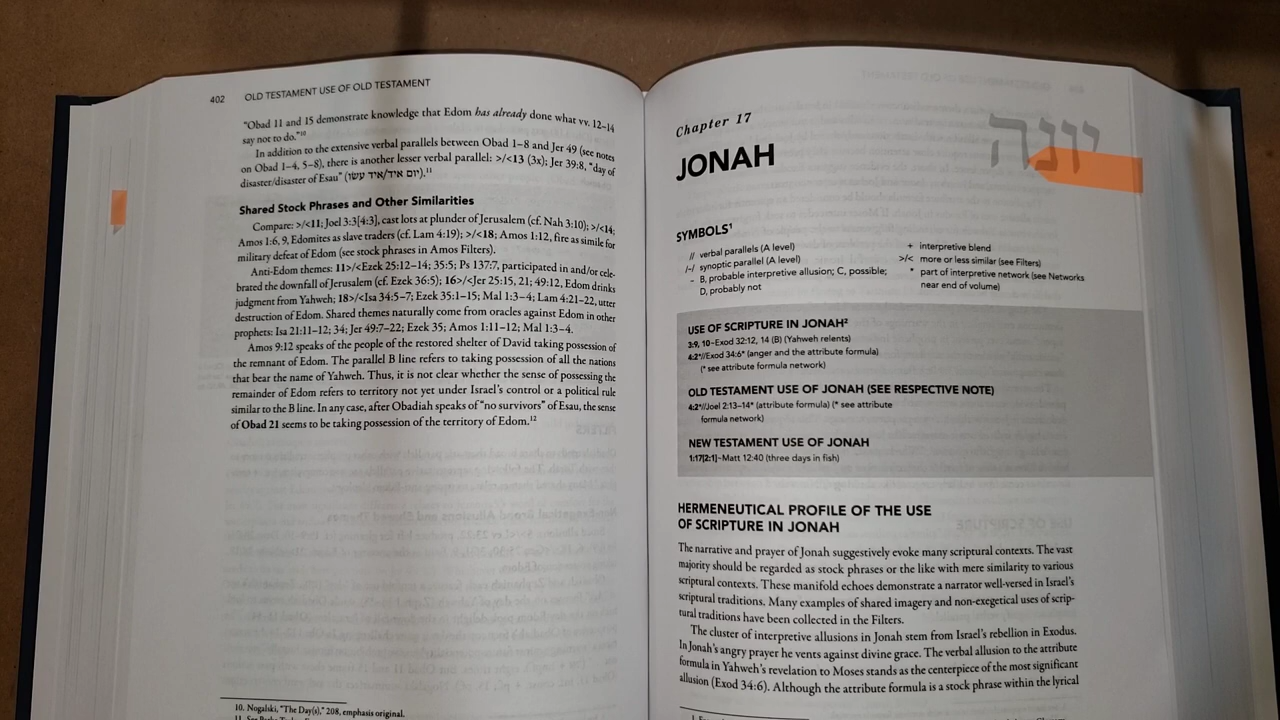 402 OLD TESTAMENT USE OF OLD TESTAMENT
"Obad 11 and 15 demonstrate knowledge that Edom has already done what vv. 12–14
say not to do."10
In addition to the extensive verbal parallels between Obad 1–8 and Jer 49 (see notes
on Obad 1–4, 5–8), there is another lesser verbal parallel: >/<13 (3x); Jer 39:8, "day of
disaster/disaster of Esau" (יום איד/איד עשו).11
Shared Stock Phrases and Other Similarities
Compare: >/<11; Joel 3:3[4:3], cast lots at plunder of Jerusalem (cf. Nah 3:10); >/<14;
Amos 1:6, 9, Edomites as slave traders (cf. Lam 4:19); >/<18; Amos 1:12, fire as simile for
military defeat of Edom (see stock phrases in Amos Filters).
Anti-Edom themes: 11>/<Ezek 25:12–14; 35:5; Ps 137:7, participated in and/or cele-
brated the downfall of Jerusalem (cf. Ezek 36:5); 16>/<Jer 25:15, 21; 49:12, Edom drinks
judgment from Yahweh; 18>/<Isa 34:5–7; Ezek 35:1–15; Mal 1:3–4; Lam 4:21–22, utter
destruction of Edom. Shared themes naturally come from oracles against Edom in other
prophets: Isa 21:11–12; 34; Jer 49:7–22; Ezek 35; Amos 1:11–12; Mal 1:3–4.
Amos 9:12 speaks of the people of the restored shelter of David taking possession of
the remnant of Edom. The parallel B line refers to taking possession of all the nations
that bear the name of Yahweh. Thus, it is not clear whether the sense of possessing the
remainder of Edom refers to territory not yet under Israel's control or a political rule
similar to the B line. In any case, after Obadiah speaks of "no survivors" of Esau, the sense
of Obad 21 seems to be taking possession of the territory of Edom.12
10. Nogalski, "The Day(s)," 208, emphasis original.
Chapter 17
יונה
JONAH
SYMBOLS1
// verbal parallels (A level)
/~/ synoptic parallel (A level)
~ B, probable interpretive allusion; C, possible;
D, probably not
+ interpretive blend
>/< more or less similar (see Filters)
* part of interpretive network (see Networks
near end of volume)
USE OF SCRIPTURE IN JONAH2
3:9, 10~Exod 32:12, 14 (B) (Yahweh relents)
4:2*//Exod 34:6* (anger and the attribute formula)
(* see attribute formula network)
OLD TESTAMENT USE OF JONAH (SEE RESPECTIVE NOTE)
4:2*//Joel 2:13–14* (attribute formula) (* see attribute
formula network)
NEW TESTAMENT USE OF JONAH
1:17[2:1]~Matt 12:40 (three days in fish)
HERMENEUTICAL PROFILE OF THE USE
OF SCRIPTURE IN JONAH
The narrative and prayer of Jonah suggestively evoke many scriptural contexts. The vast
majority should be regarded as stock phrases or the like with mere similarity to various
scriptural contexts. These manifold echoes demonstrate a narrator well-versed in Israel's
scriptural traditions. Many examples of shared imagery and non-exegetical uses of scrip-
tural traditions have been collected in the Filters.
The cluster of interpretive allusions in Jonah stem from Israel's rebellion in Exodus.
In Jonah's angry prayer he vents against divine grace. The verbal allusion to the attribute
formula in Yahweh's revelation to Moses stands as the centerpiece of the most significant
allusion (Exod 34:6). Although the attribute formula is a stock phrase within the lyrical